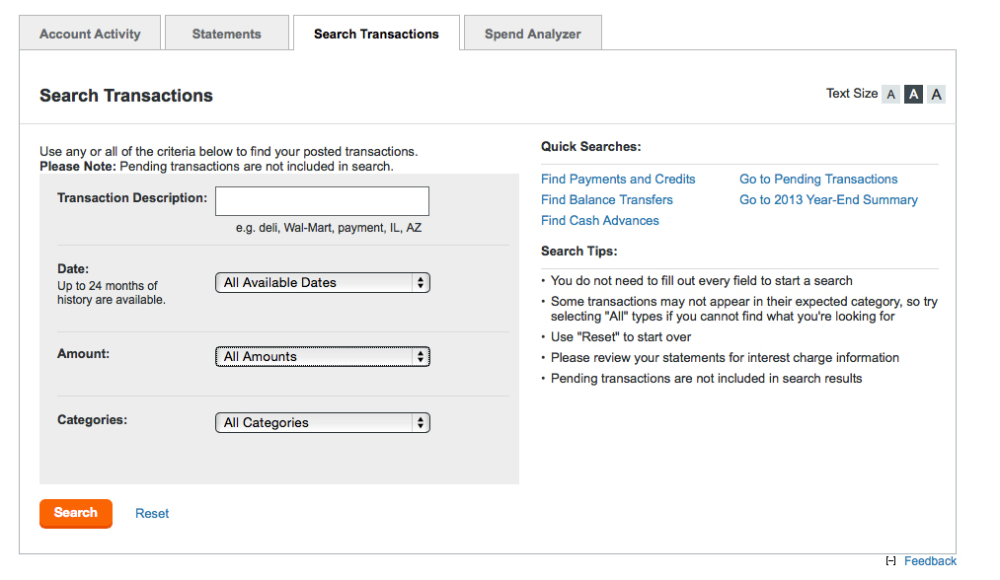 Account Activity
Statements
Search Transactions
Spend Analyzer
Search Transactions
Text Size A A A
Use any or all of the criteria below to find your posted transactions.
Please Note: Pending transactions are not included in search.
Transaction Description:
e.g. deli, Wal-Mart, payment, IL, AZ
Date:
Up to 24 months of
history are available.
All Available Dates
Amount:
All Amounts
Categories:
All Categories
Search
Reset
Quick Searches:
Find Payments and Credits
Go to Pending Transactions
Find Balance Transfers
Go to 2013 Year-End Summary
Find Cash Advances
Search Tips:
• You do not need to fill out every field to start a search
• Some transactions may not appear in their expected category, so try
selecting "All" types if you cannot find what you're looking for
• Use "Reset" to start over
• Please review your statements for interest charge information
• Pending transactions are not included in search results
[-] Feedback